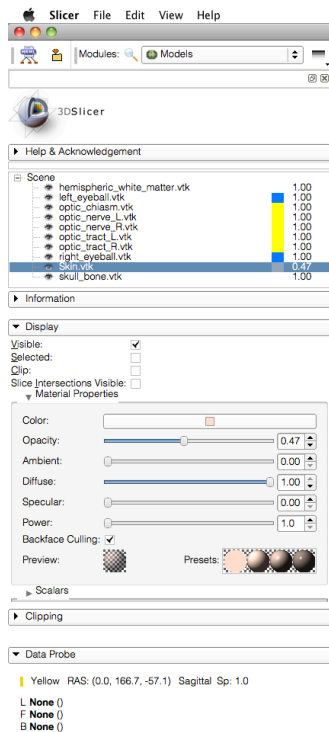 Slicer File Edit View Help
Modules: Models
3DSlicer
Help & Acknowledgement
Scene
hemispheric_white_matter.vtk 1.00
left_eyeball.vtk 1.00
optic_chiasm.vtk 1.00
optic_nerve_L.vtk 1.00
optic_nerve_R.vtk 1.00
optic_tract_L.vtk 1.00
optic_tract_R.vtk 1.00
right_eyeball.vtk 1.00
Skin.vtk 0.47
skull_bone.vtk 1.00
Information
Display
Visible:
Selected:
Clip:
Slice Intersections Visible:
Material Properties
Color:
Opacity: 0.47
Ambient: 0.00
Diffuse: 1.00
Specular: 0.00
Power: 1.0
Backface Culling:
Preview: Presets:
Scalars
Clipping
Data Probe
Yellow RAS: (0.0, 166.7, -57.1) Sagittal Sp: 1.0
L None ()
F None ()
B None ()